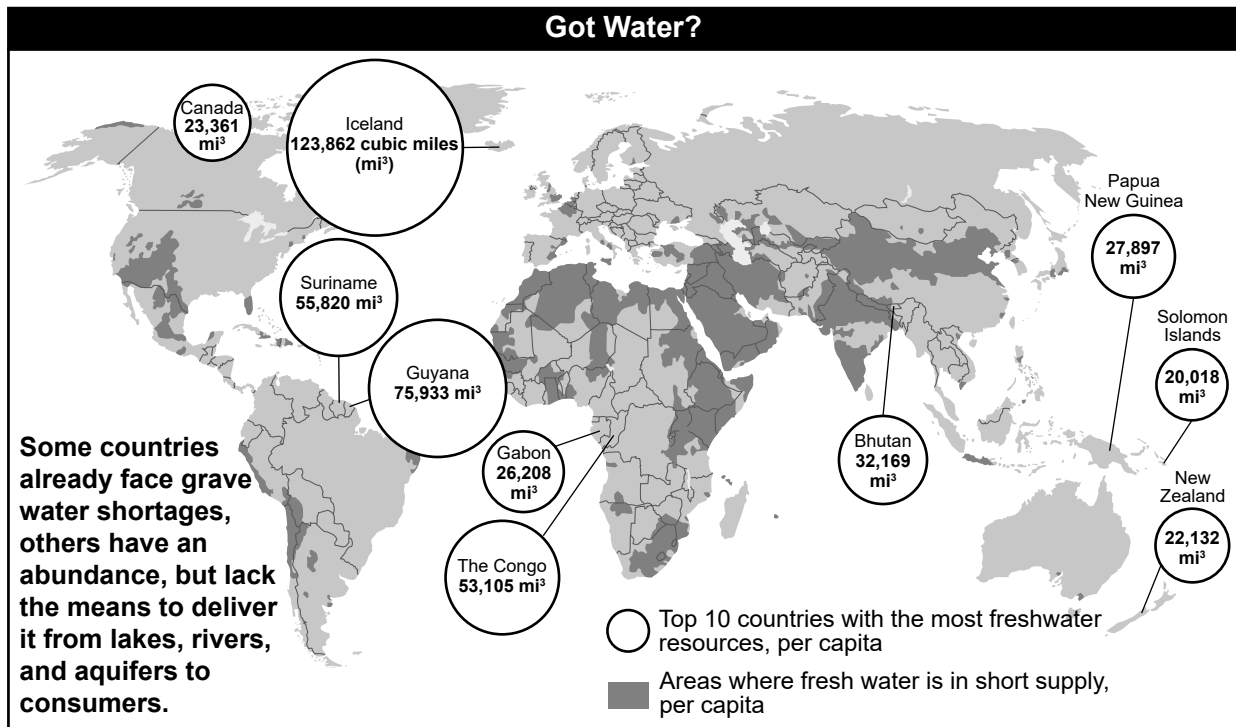 Got Water?
Canada
23,361
mi³
Iceland
123,862 cubic miles
(mi³)
Suriname
55,820 mi³
Guyana
75,933 mi³
Gabon
26,208
mi³
The Congo
53,105 mi³
Bhutan
32,169
mi³
Papua
New Guinea
27,897
mi³
Solomon
Islands
20,018
mi³
New
Zealand
22,132
mi³
Some countries
already face grave
water shortages,
others have an
abundance, but lack
the means to deliver
it from lakes, rivers,
and aquifers to
consumers.
Top 10 countries with the most freshwater
resources, per capita
Areas where fresh water is in short supply,
per capita